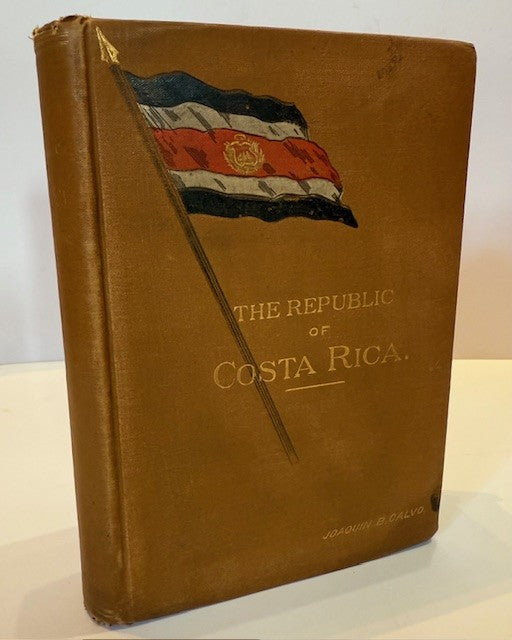 THE REPUBLIC
OF
COSTA RICA.
JOAQUIN B. CALVO.